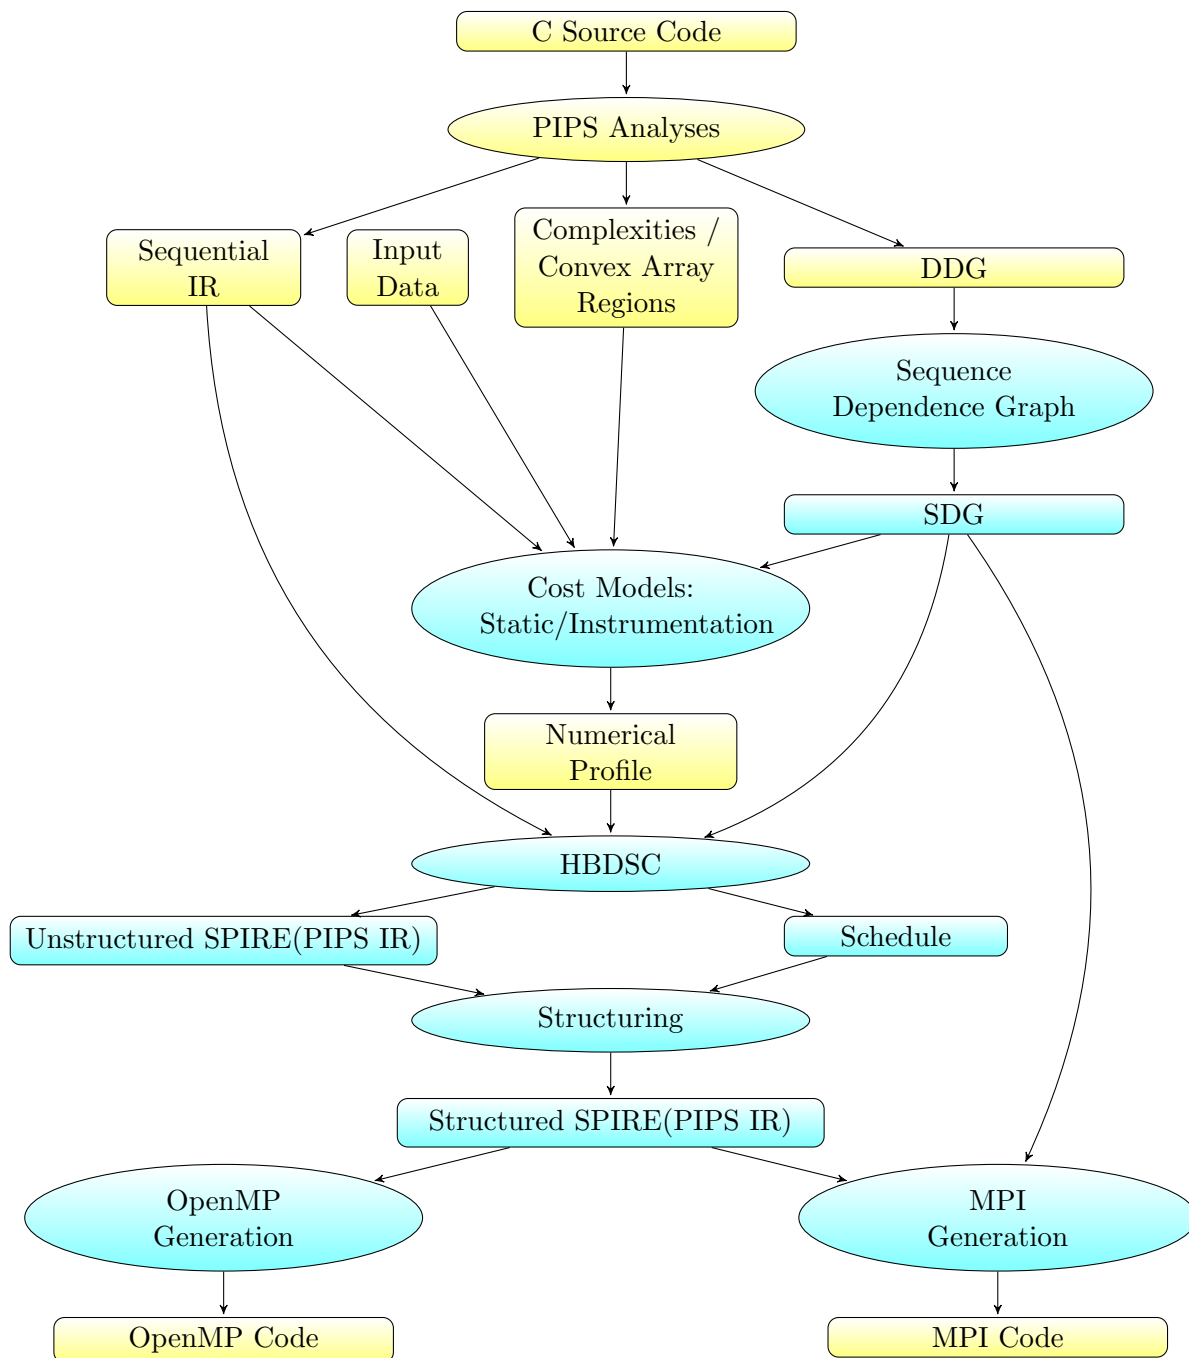 C Source Code
PIPS Analyses
Sequential
IR
Input
Data
Complexities /
Convex Array
Regions
DDG
Sequence
Dependence Graph
SDG
Cost Models:
Static/Instrumentation
Numerical
Profile
HBDSC
Unstructured SPIRE(PIPS IR)
Schedule
Structuring
Structured SPIRE(PIPS IR)
OpenMP
Generation
MPI
Generation
OpenMP Code
MPI Code